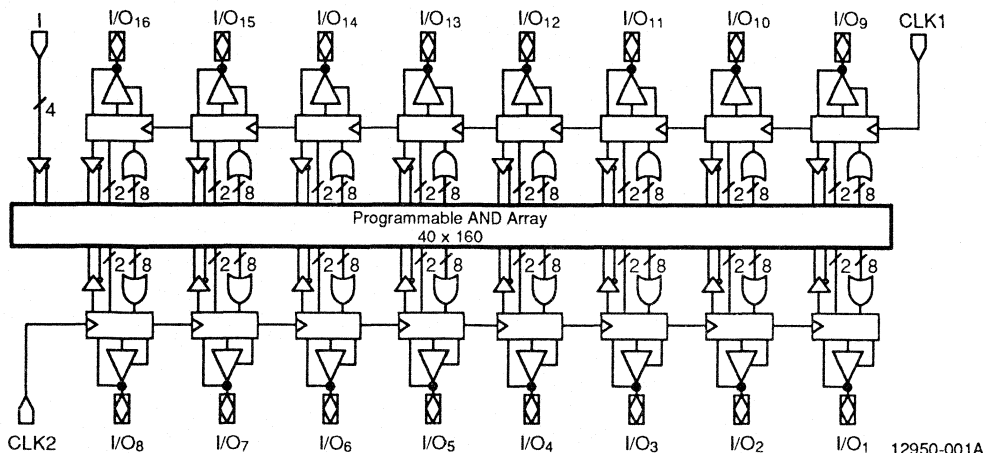 I I/O16 I/O15 I/O14 I/O13 I/O12 I/O11 I/O10 I/O9 CLK1
4
2 8 2 8 2 8 2 8 2 8 2 8 2 8 2 8
Programmable AND Array
40 x 160
2 8 2 8 2 8 2 8 2 8 2 8 2 8 2 8
CLK2 I/O8 I/O7 I/O6 I/O5 I/O4 I/O3 I/O2 I/O1 12950-001A